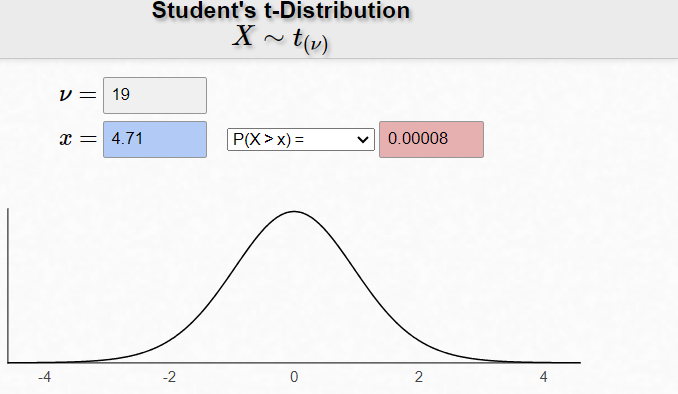 Student's t-Distribution
X ~ t(ν)
ν = 19
x = 4.71 P(X > x) = 0.00008
-4 -2 0 2 4